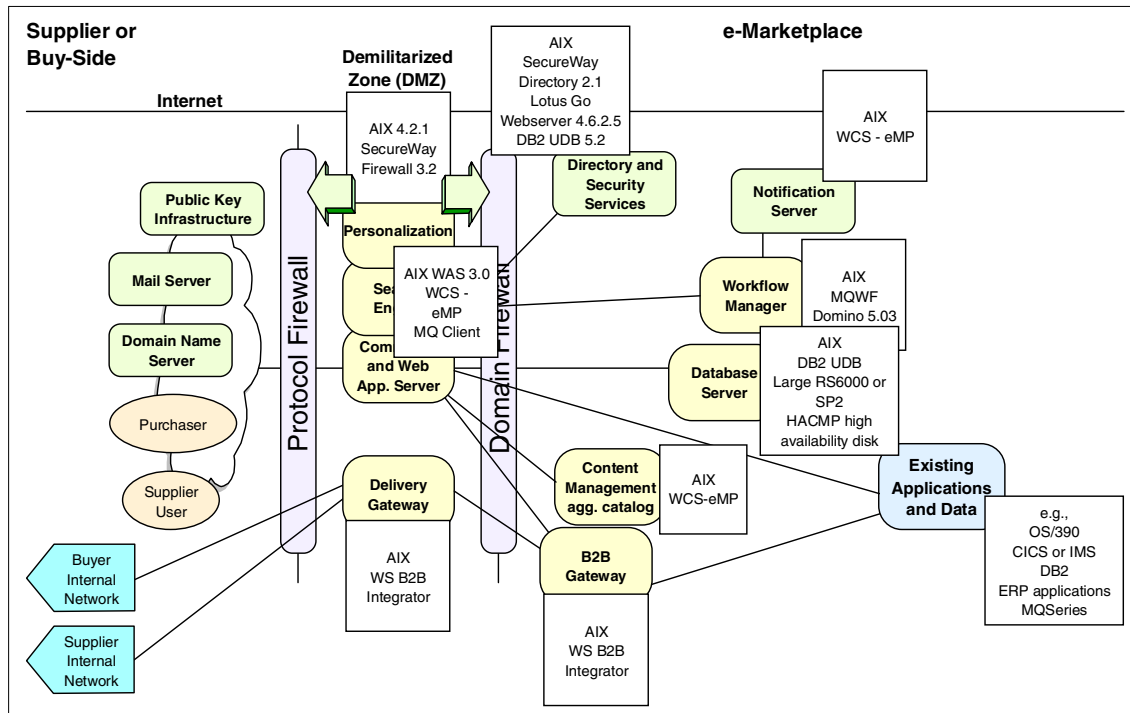 Supplier or
Buy-Side
e-Marketplace
Demilitarized
Zone (DMZ)
Internet
AIX
SecureWay
Directory 2.1
Lotus Go
Webserver 4.6.2.5
DB2 UDB 5.2
AIX
WCS - eMP
AIX 4.2.1
SecureWay
Firewall 3.2
Directory and
Security
Services
Notification
Server
Public Key
Infrastructure
Mail Server
Domain Name
Server
Purchaser
Supplier
User
Protocol Firewall
Domain Firewall
Personalization
AIX WAS 3.0
WCS -
eMP
MQ Client
and Web
App. Server
Workflow
Manager
AIX
MQWF
Domino 5.03
Database
Server
AIX
DB2 UDB
Large RS6000 or
SP2
HACMP high
availability disk
Delivery
Gateway
AIX
WS B2B
Integrator
Content
Management
agg. catalog
AIX
WCS-eMP
B2B
Gateway
AIX
WS B2B
Integrator
Existing
Applications
and Data
e.g.,
OS/390
CICS or IMS
DB2
ERP applications
MQSeries
Buyer
Internal
Network
Supplier
Internal
Network